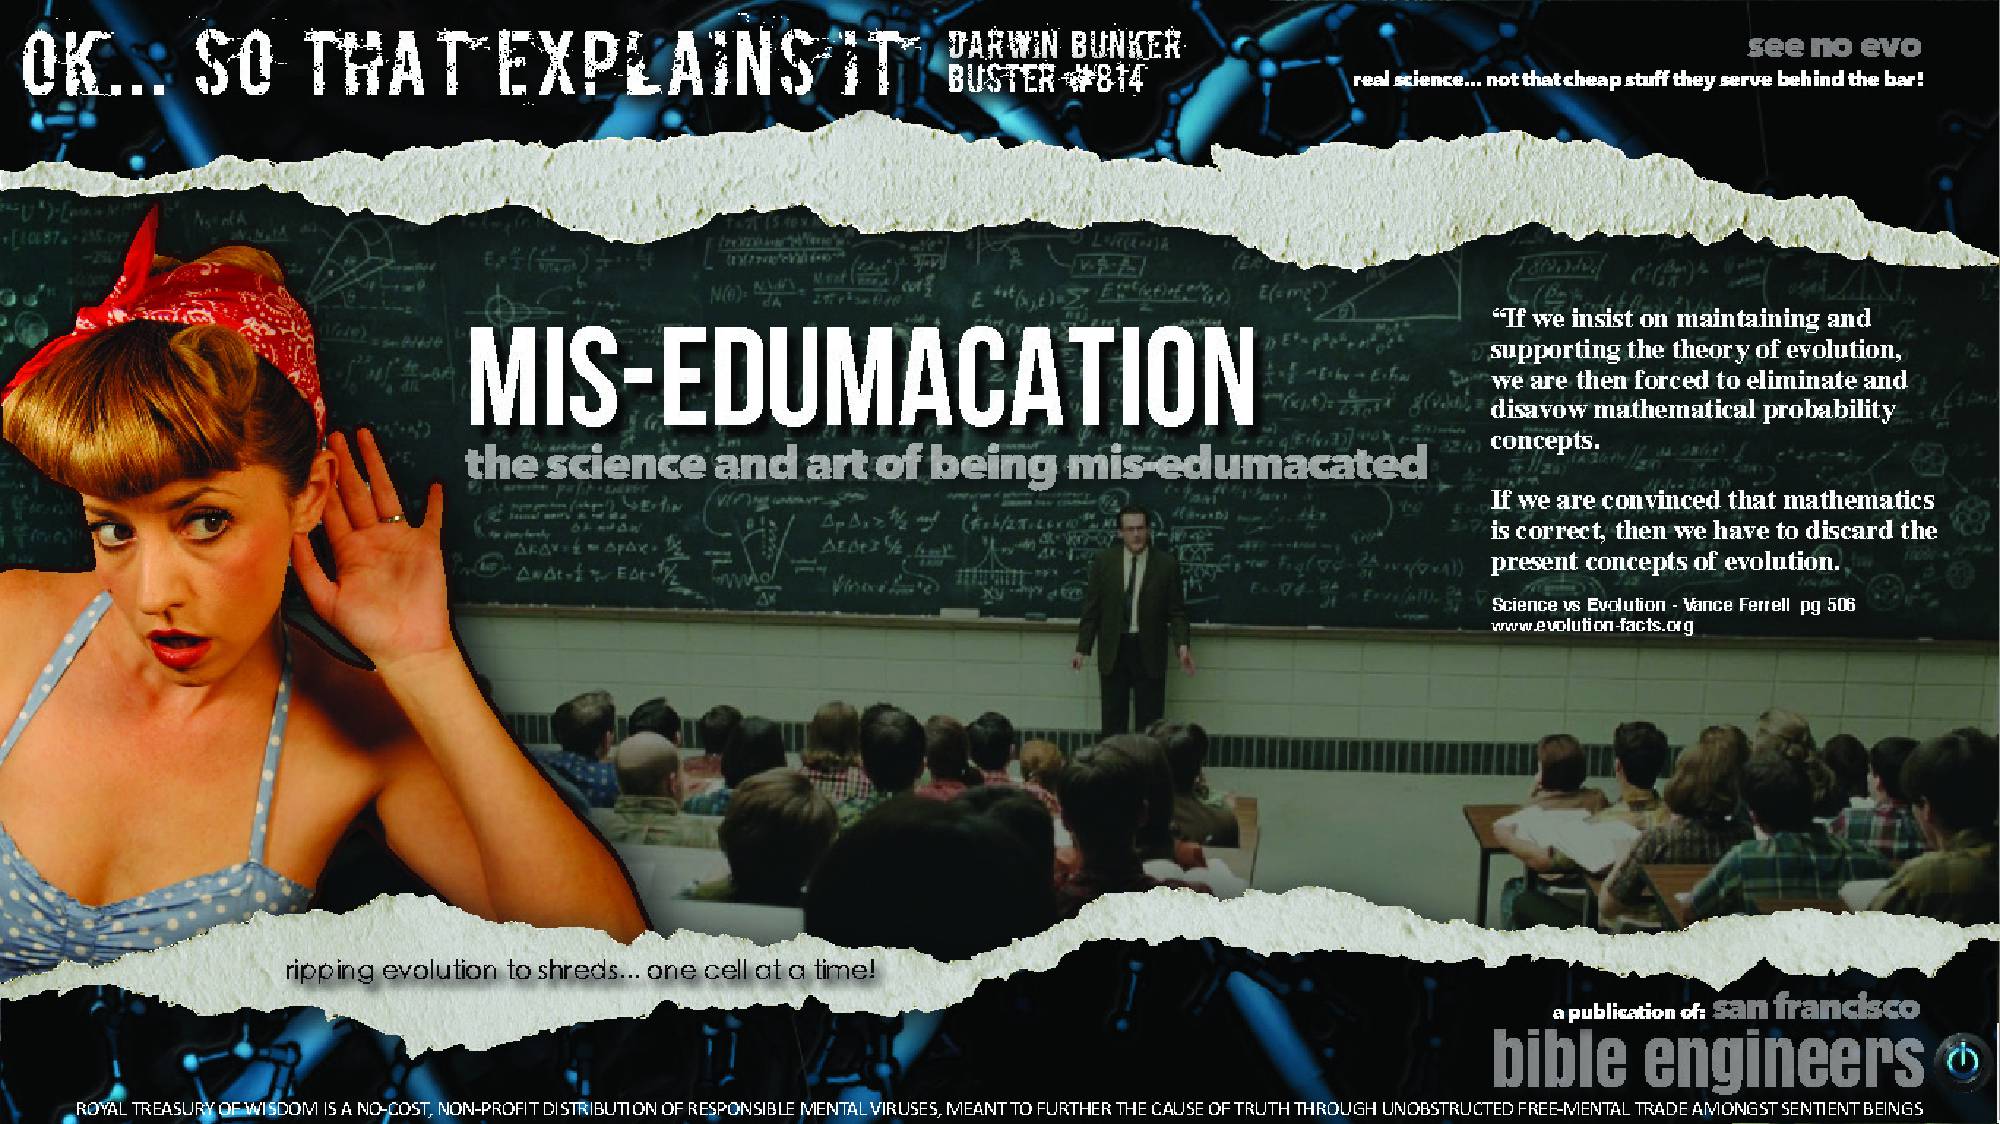 OK... SO THAT EXPLAINS IT
DARWIN BUNKER
BUSTER #814
see no evo
real science... not that cheap stuff they serve behind the bar!
MIS-EDUMACATION
the science and art of being mis-edumacated
“If we insist on maintaining and
supporting the theory of evolution,
we are then forced to eliminate and
disavow mathematical probability
concepts.
If we are convinced that mathematics
is correct, then we have to discard the
present concepts of evolution.
Science vs Evolution - Vance Ferrell pg 506
www.evolution-facts.org
ripping evolution to shreds... one cell at a time!
a publication of: san francisco
bible engineers
ROYAL TREASURY OF WISDOM IS A NO-COST, NON-PROFIT DISTRIBUTION OF RESPONSIBLE MENTAL VIRUSES, MEANT TO FURTHER THE CAUSE OF TRUTH THROUGH UNOBSTRUCTED FREE-MENTAL TRADE AMONGST SENTIENT BEINGS